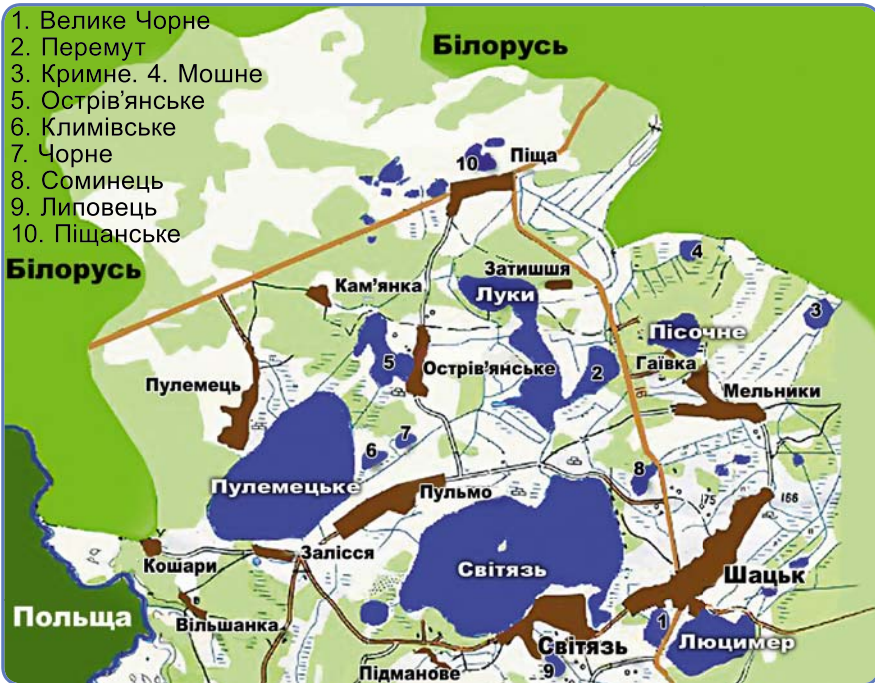 1. Велике Чорне
2. Перемут
3. Кримне. 4. Мошне
5. Острів'янське
6. Климівське
7. Чорне
8. Соминець
9. Липовець
10. Піщанське
Білорусь
Білорусь
10
Піща
4
Затишшя
Кам'янка
Луки
3
Пісочне
5
Острів'янське
2
Гаївка
Пулемець
Мельники
7
6
8
Пулемецьке
Пульмо
175
166
Залісся
Кошари
Світязь
Шацьк
Польща
Вільшанка
1
Світязь
Люцимер
Підманове
9